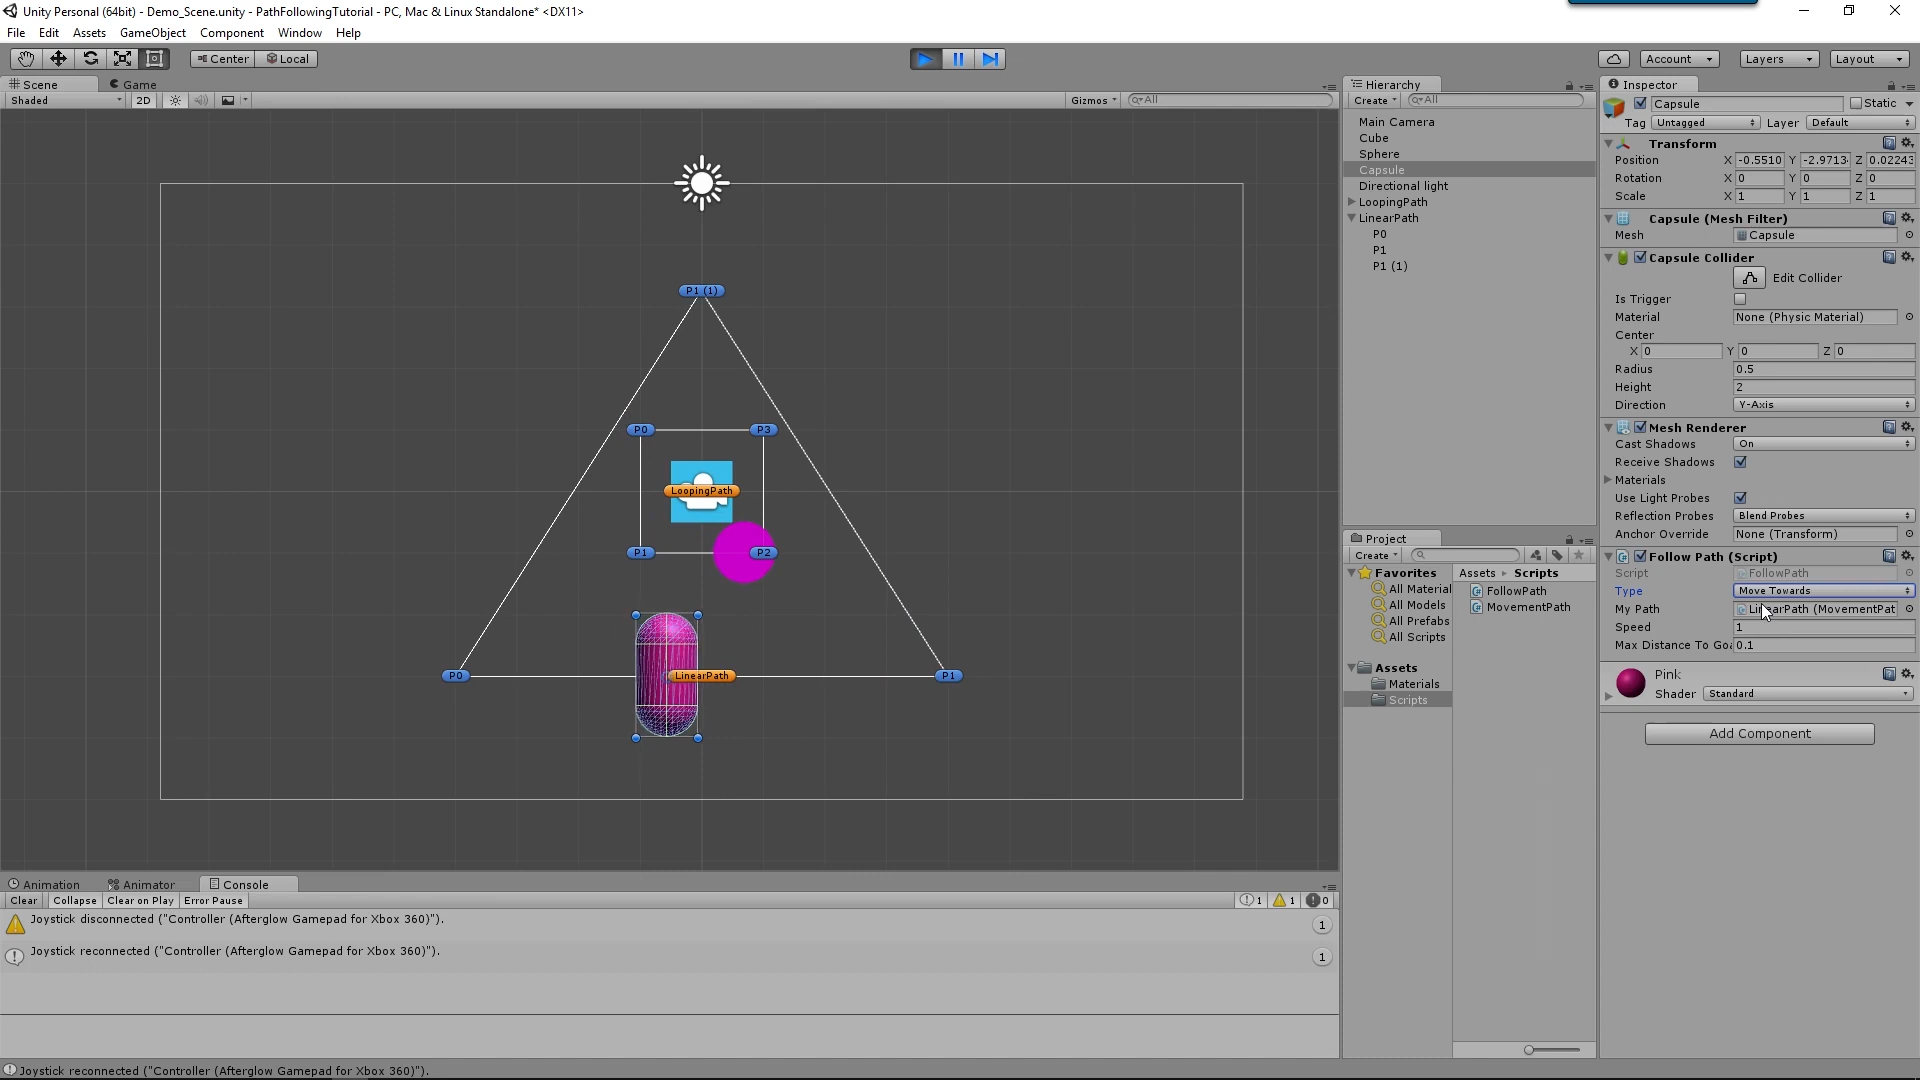 Unity Personal (64bit) - Demo_Scene.unity - PathFollowingTutorial - PC, Mac & Linux Standalone* <DX11>
File Edit Assets GameObject Component Window Help
Center Local
Account Layers Layout
Scene Game
Shaded 2D Gizmos All
P1 (1)
P0 P3
LoopingPath
P1 P2
P0 LinearPath P1
Animation Animator Console
Clear Collapse Clear on Play Error Pause 1 1 0
Joystick disconnected ("Controller (Afterglow Gamepad for Xbox 360)"). 1
Joystick reconnected ("Controller (Afterglow Gamepad for Xbox 360)"). 1
Joystick reconnected ("Controller (Afterglow Gamepad for Xbox 360)").
Hierarchy
Create All
Main Camera
Cube
Sphere
Capsule
Directional light
LoopingPath
LinearPath
P0
P1
P1 (1)
Project
Create
Favorites
All Material
All Models
All Prefabs
All Scripts
Assets
Materials
Scripts
Assets Scripts
FollowPath
MovementPath
Inspector
Capsule Static
Tag Untagged Layer Default
Transform
Position X -0.5510 Y -2.9713 Z 0.02243
Rotation X 0 Y 0 Z 0
Scale X 1 Y 1 Z 1
Capsule (Mesh Filter)
Mesh Capsule
Capsule Collider
Edit Collider
Is Trigger
Material None (Physic Material)
Center
X 0 Y 0 Z 0
Radius 0.5
Height 2
Direction Y-Axis
Mesh Renderer
Cast Shadows On
Receive Shadows
Materials
Use Light Probes
Reflection Probes Blend Probes
Anchor Override None (Transform)
Follow Path (Script)
Script FollowPath
Type Move Towards
My Path LinearPath (MovementPat
Speed 1
Max Distance To Goa 0.1
Pink
Shader Standard
Add Component